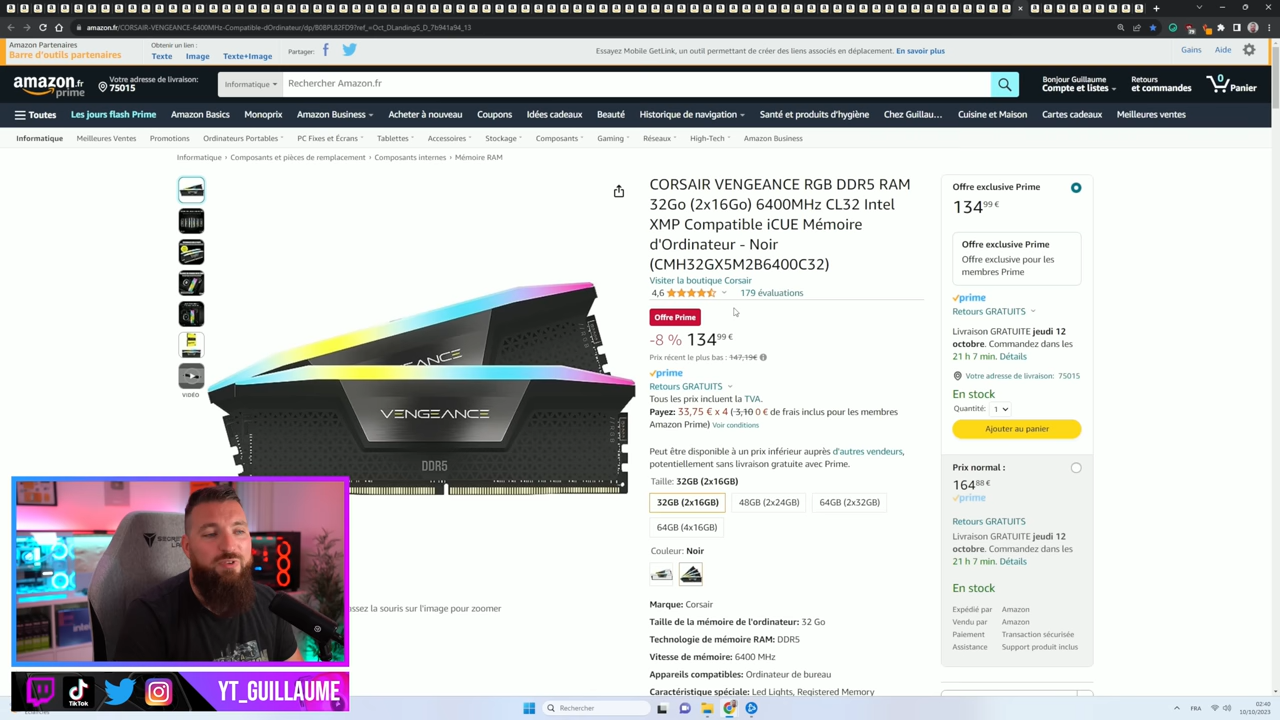 amazon.fr/CORSAIR-VENGEANCE-6400MHz-Compatible-dOrdinateur/dp/B0BPL82FD9?ref_=Oct_DLandingS_D_7b941a94_13
Amazon Partenaires
Barre d'outils partenaires
Obtenir un lien :
Texte Image Texte+Image
Partager:
Essayez Mobile GetLink, un outil permettant de créer des liens associés en déplacement. En savoir plus
Gains Aide
amazon.fr
prime
Votre adresse de livraison:
75015
Informatique
Rechercher Amazon.fr
Bonjour Guillaume
Compte et listes
Retours
et commandes
0
Panier
Toutes Les jours flash Prime Amazon Basics Monoprix Amazon Business Acheter à nouveau Coupons Idées cadeaux Beauté Historique de navigation Santé et produits d'hygiène Chez Guillau… Cuisine et Maison Cartes cadeaux Meilleures ventes
Informatique Meilleures Ventes Promotions Ordinateurs Portables PC Fixes et Écrans Tablettes Accessoires Stockage Composants Gaming Réseaux High-Tech Amazon Business
Informatique › Composants et pièces de remplacement › Composants internes › Mémoire RAM
CORSAIR VENGEANCE RGB DDR5 RAM
32Go (2x16Go) 6400MHz CL32 Intel
XMP Compatible iCUE Mémoire
d'Ordinateur - Noir
(CMH32GX5M2B6400C32)
Visiter la boutique Corsair
4,6 179 évaluations
Offre Prime
-8 % 134,99 €
Prix récent le plus bas : 147,19€
prime
Retours GRATUITS
Tous les prix incluent la TVA.
Payez: 33,75 € x 4 (3,10 0 € de frais inclus pour les membres
Amazon Prime) Voir conditions
Peut être disponible à un prix inférieur auprès d'autres vendeurs,
potentiellement sans livraison gratuite avec Prime.
Taille: 32GB (2x16GB)
32GB (2x16GB) 48GB (2x24GB) 64GB (2x32GB)
64GB (4x16GB)
Couleur: Noir
Marque: Corsair
Taille de la mémoire de l'ordinateur: 32 Go
Technologie de mémoire RAM: DDR5
Vitesse de mémoire: 6400 MHz
Appareils compatibles: Ordinateur de bureau
Caractéristique spéciale: Led Lights, Registered Memory
VIDÉO
VENGEANCE
DDR5
ssez la souris sur l'image pour zoomer
Offre exclusive Prime
134,99 €
Offre exclusive Prime
Offre exclusive pour les
membres Prime
prime
Retours GRATUITS
Livraison GRATUITE jeudi 12
octobre. Commandez dans les
21 h 7 min. Détails
Votre adresse de livraison: 75015
En stock
Quantité: 1
Ajouter au panier
Prix normal :
164,88 €
prime
Retours GRATUITS
Livraison GRATUITE jeudi 12
octobre. Commandez dans les
21 h 7 min. Détails
En stock
Expédié par Amazon
Vendu par Amazon
Paiement Transaction sécurisée
Assistance Support produit inclus
YT_GUILLAUME
TikTok
Rechercher
FRA
02:40
10/10/2023